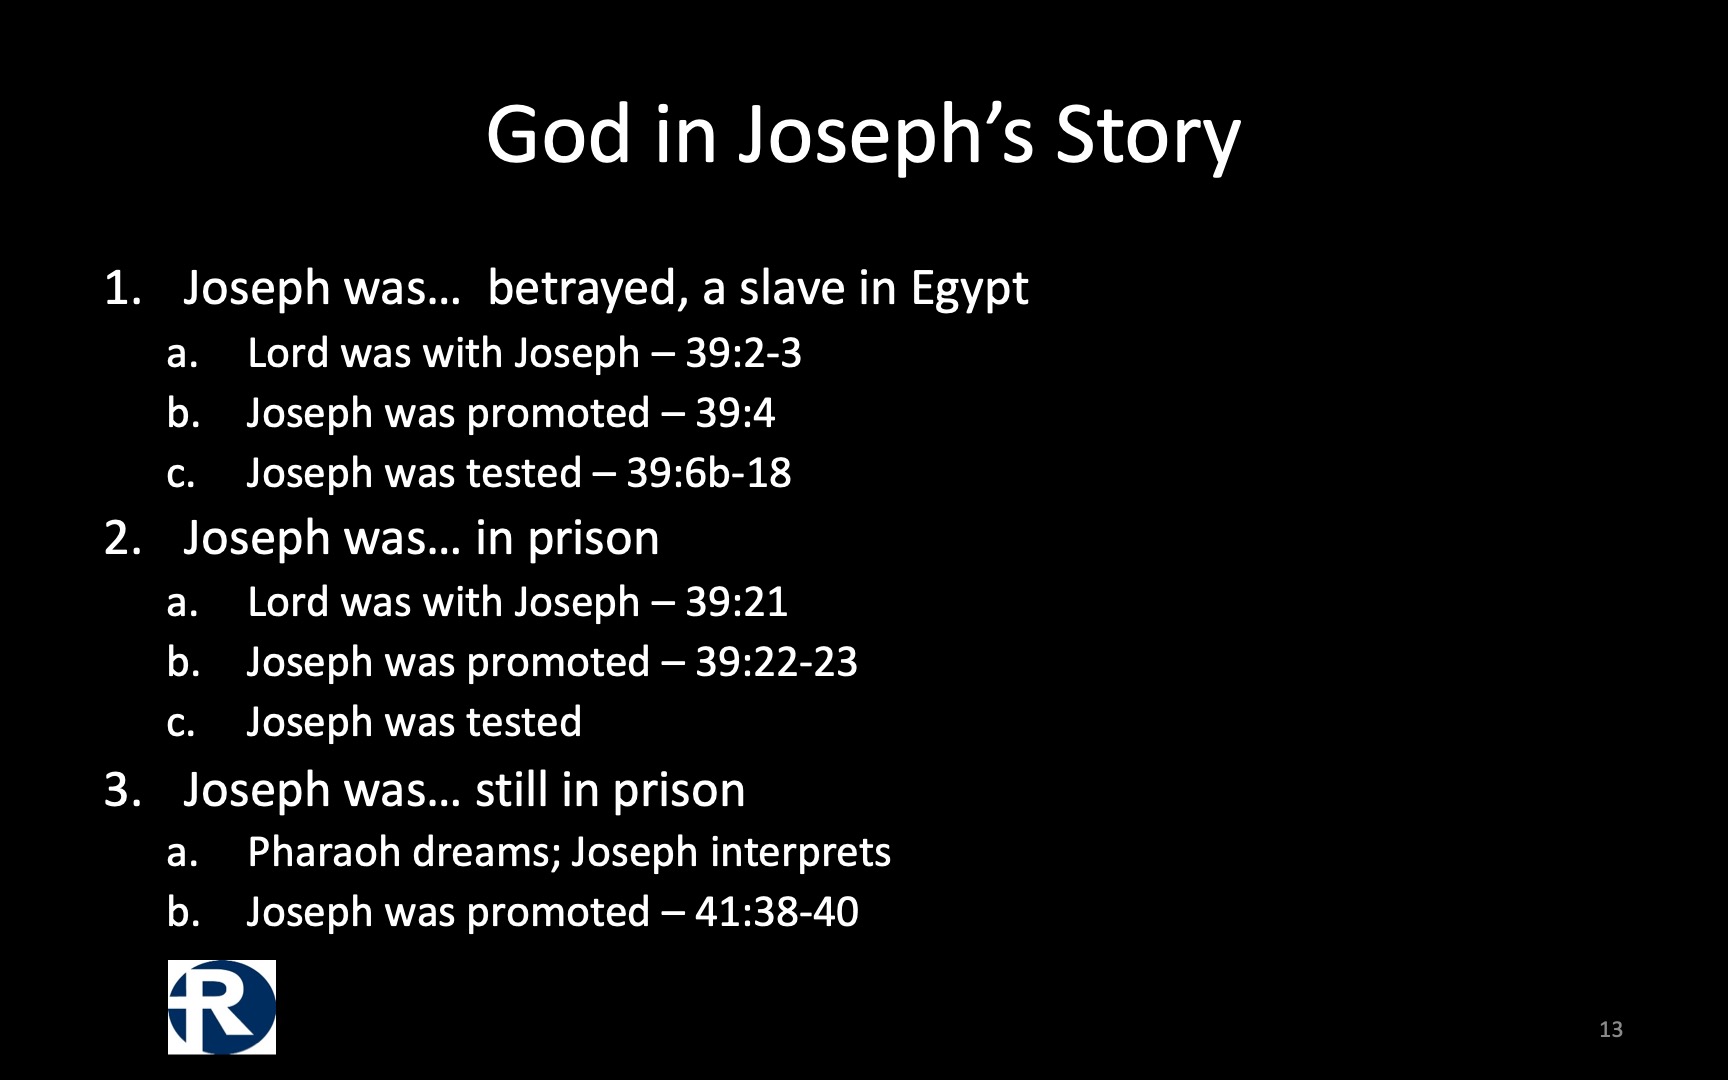 God in Joseph’s Story
1. Joseph was… betrayed, a slave in Egypt
a. Lord was with Joseph – 39:2-3
b. Joseph was promoted – 39:4
c. Joseph was tested – 39:6b-18
2. Joseph was… in prison
a. Lord was with Joseph – 39:21
b. Joseph was promoted – 39:22-23
c. Joseph was tested
3. Joseph was… still in prison
a. Pharaoh dreams; Joseph interprets
b. Joseph was promoted – 41:38-40
R
13